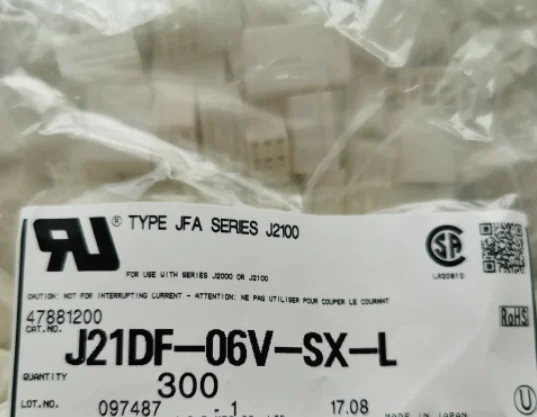 ® TYPE JFA SERIES J2100
FOR USE WITH SERIES J2000 OR J2100
CAUTION: NOT FOR INTERRUPTING CURRENT - ATTENTION: NE PAS UTILISER POUR COUPER LE COURANT
47881200
RoHS
CAT.NO. J21DF-06V-SX-L
QUANTITY 300
LOT.NO. 097487 - 1 17.08 MADE IN JAPAN U